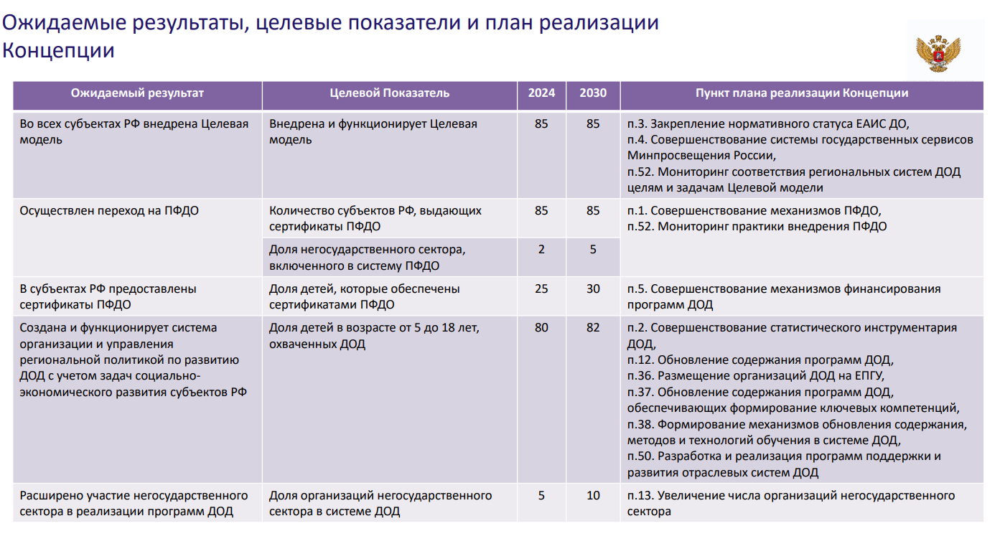 Ожидаемые результаты, целевые показатели и план реализации
Концепции
Ожидаемый результат
Целевой Показатель
2024
2030
Пункт плана реализации Концепции
Во всех субъектах РФ внедрена Целевая
модель
Внедрена и функционирует Целевая
модель
85
85
п.3. Закрепление нормативного статуса ЕАИС ДО,
п.4. Совершенствование системы государственных сервисов
Минпросвещения России,
п.52. Мониторинг соответствия региональных систем ДОД
целям и задачам Целевой модели
Осуществлен переход на ПФДО
Количество субъектов РФ, выдающих
сертификаты ПФДО
85
85
п.1. Совершенствование механизмов ПФДО,
п.52. Мониторинг практики внедрения ПФДО
Доля негосударственного сектора,
включенного в систему ПФДО
2
5
В субъектах РФ предоставлены
сертификаты ПФДО
Доля детей, которые обеспечены
сертификатами ПФДО
25
30
п.5. Совершенствование механизмов финансирования
программ ДОД
Создана и функционирует система
организации и управления
региональной политикой по развитию
ДОД с учетом задач социально-
экономического развития субъектов РФ
Доля детей в возрасте от 5 до 18 лет,
охваченных ДОД
80
82
п.2. Совершенствование статистического инструментария
ДОД,
п.12. Обновление содержания программ ДОД,
п.36. Размещение организаций ДОД на ЕПГУ,
п.37. Обновление содержания программ ДОД,
обеспечивающих формирование ключевых компетенций,
п.38. Формирование механизмов обновления содержания,
методов и технологий обучения в системе ДОД,
п.50. Разработка и реализация программ поддержки и
развития отраслевых систем ДОД
Расширено участие негосударственного
сектора в реализации программ ДОД
Доля организаций негосударственного
сектора в системе ДОД
5
10
п.13. Увеличение числа организаций негосударственного
сектора